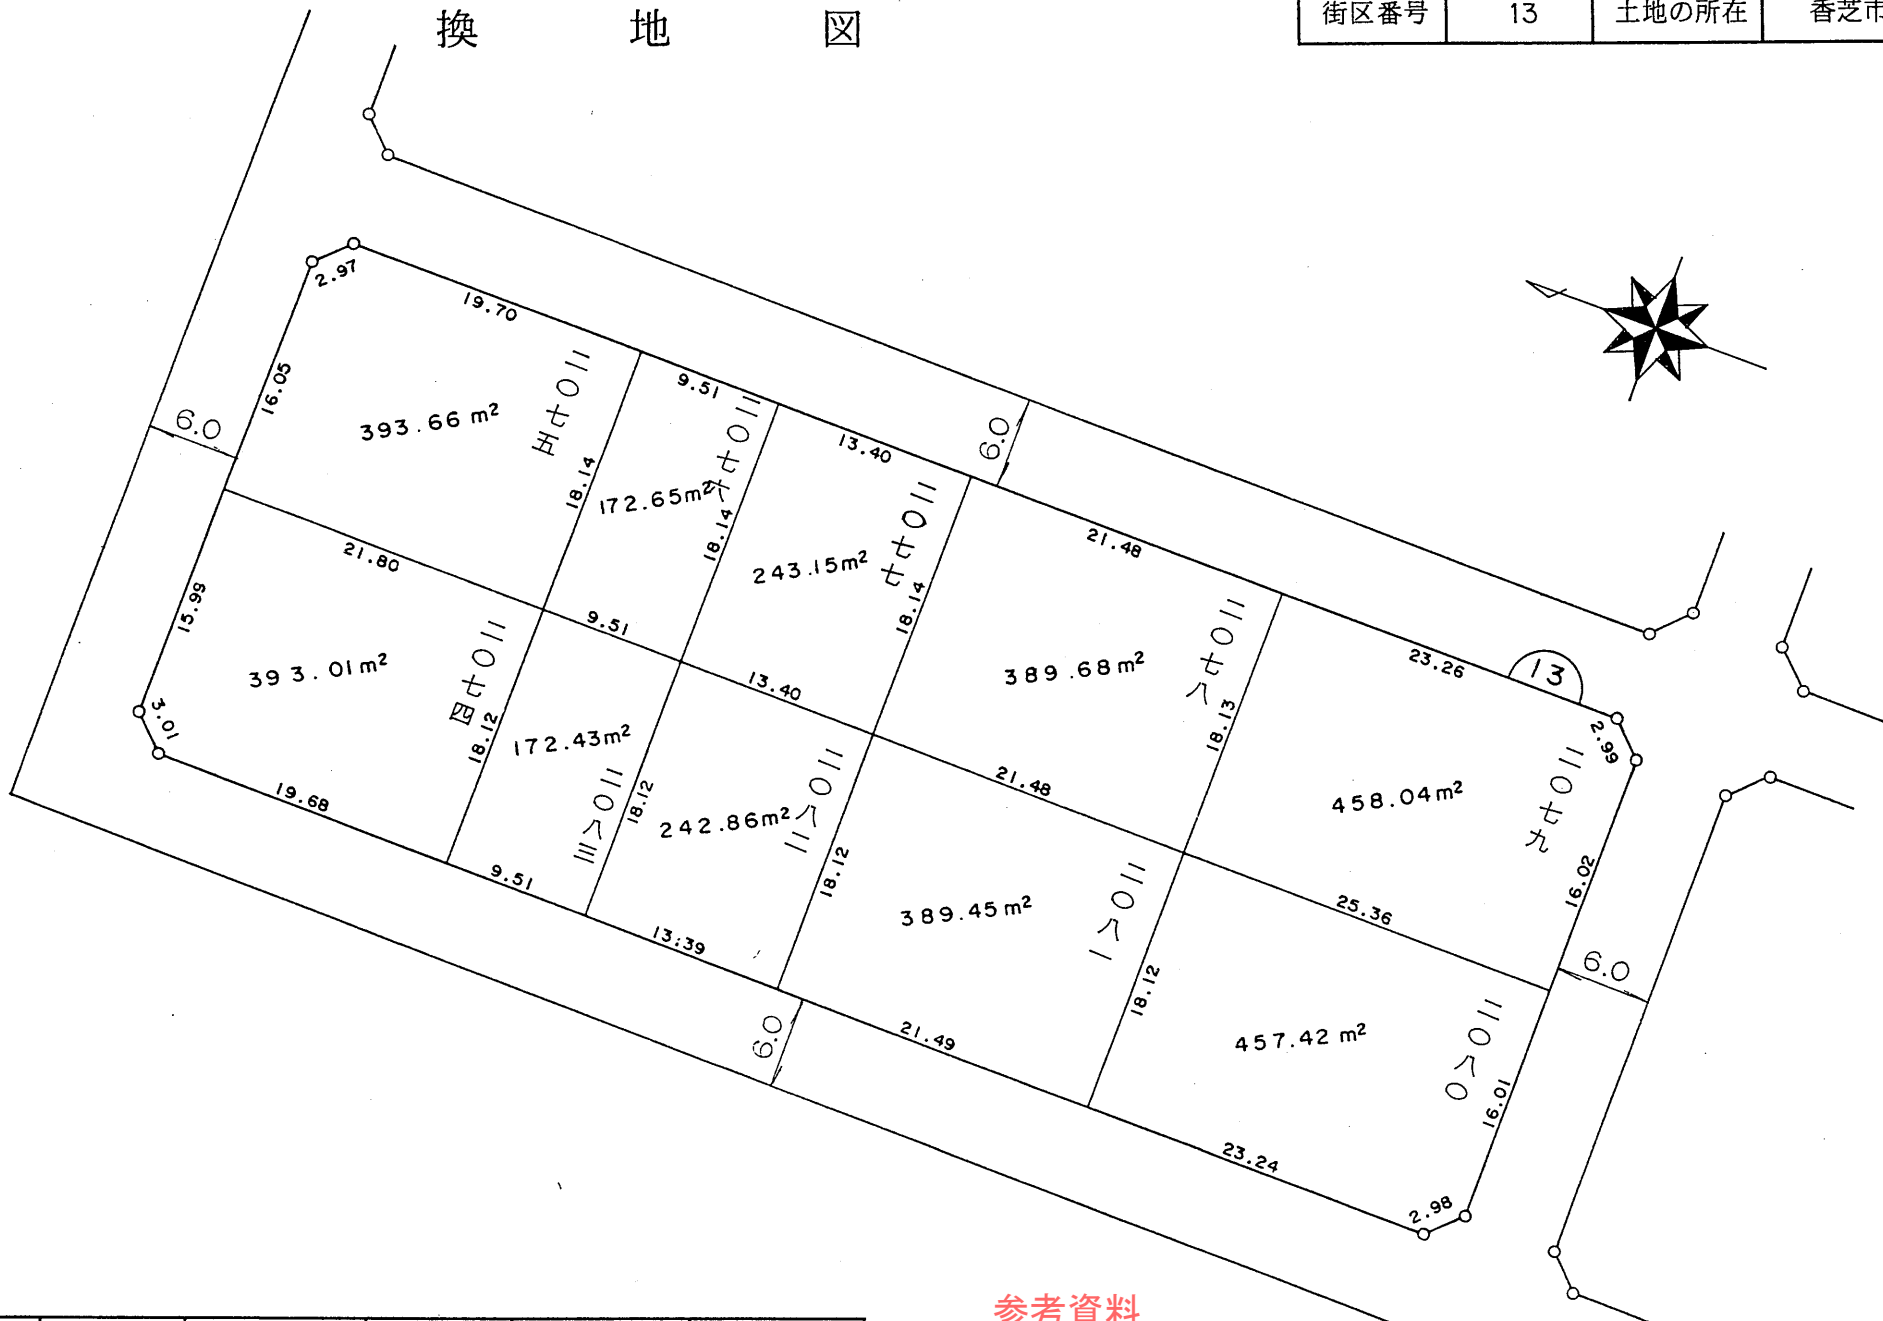 換地図
街区番号 13 土地の所在 香芝市
2.97
19.70
16.05
6.0
393.66 m²
二〇七五
18.14
9.51
172.65m²
二〇七六
18.14
13.40
6.0
243.15m²
二〇七七
18.14
21.48
389.68m²
二〇七八
18.13
23.26
13
2.99
458.04m²
二〇七九
16.02
21.80
9.51
13.40
21.48
25.36
6.0
15.99
393.01m²
二〇七四
3.01
18.12
19.68
172.43m²
二〇八三
18.12
9.51
242.86m²
二〇八二
18.12
13.39
6.0
389.45m²
二〇八一
18.12
21.49
457.42 m²
二〇八〇
16.01
23.24
2.98
参考資料